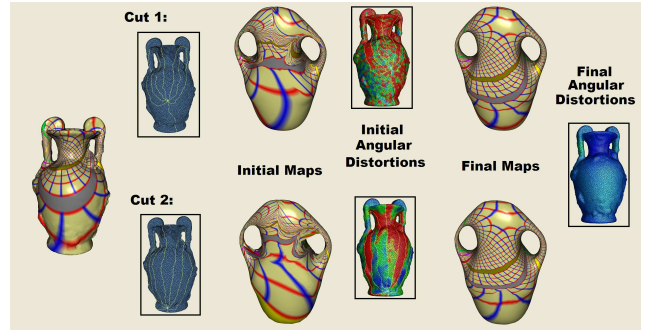 Cut 1:
Initial
Angular
Distortions
Final
Angular
Distortions
Initial Maps
Final Maps
Cut 2: